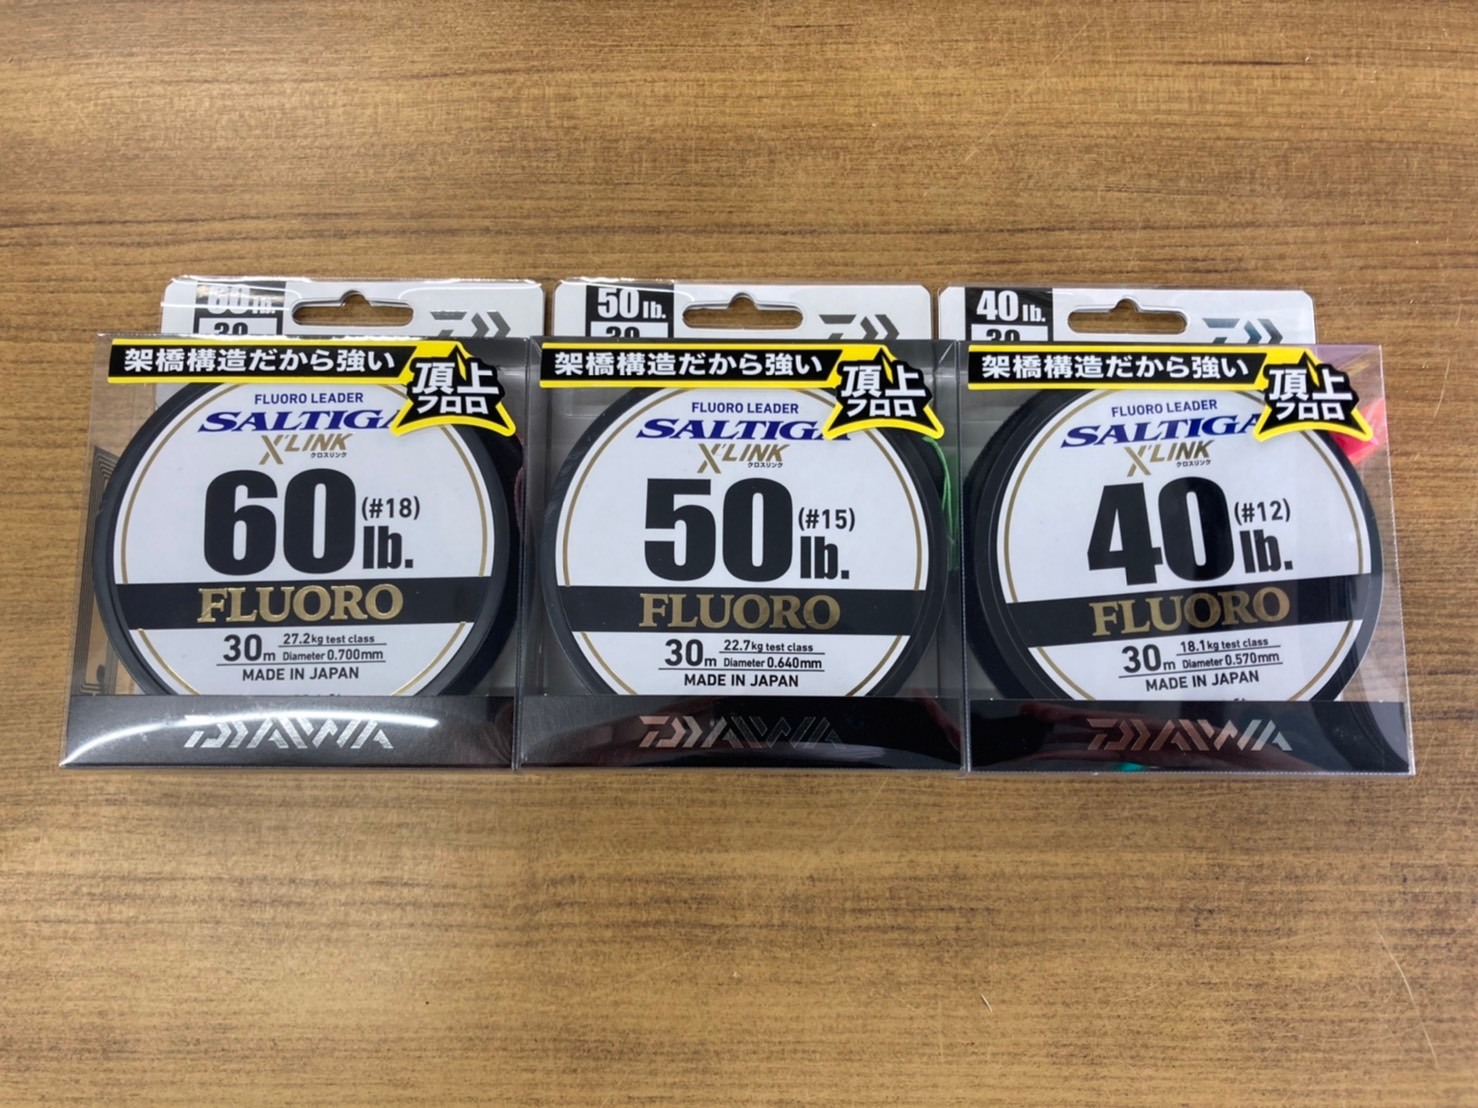 60lb.
30
架橋構造だから強い
頂上
フロロ
FLUORO LEADER
SALTIGA
X'LINK
クロスリンク
60lb.
(#18)
FLUORO
30m
27.2kg test class
Diameter 0.700mm
MADE IN JAPAN
DAIWA
50lb.
30
架橋構造だから強い
頂上
フロロ
FLUORO LEADER
SALTIGA
X'LINK
クロスリンク
50lb.
(#15)
FLUORO
30m
22.7kg test class
Diameter 0.640mm
MADE IN JAPAN
DAIWA
40lb.
30
架橋構造だから強い
頂上
フロロ
FLUORO LEADER
SALTIGA
X'LINK
クロスリンク
40lb.
(#12)
FLUORO
30m
18.1kg test class
Diameter 0.570mm
MADE IN JAPAN
DAIWA